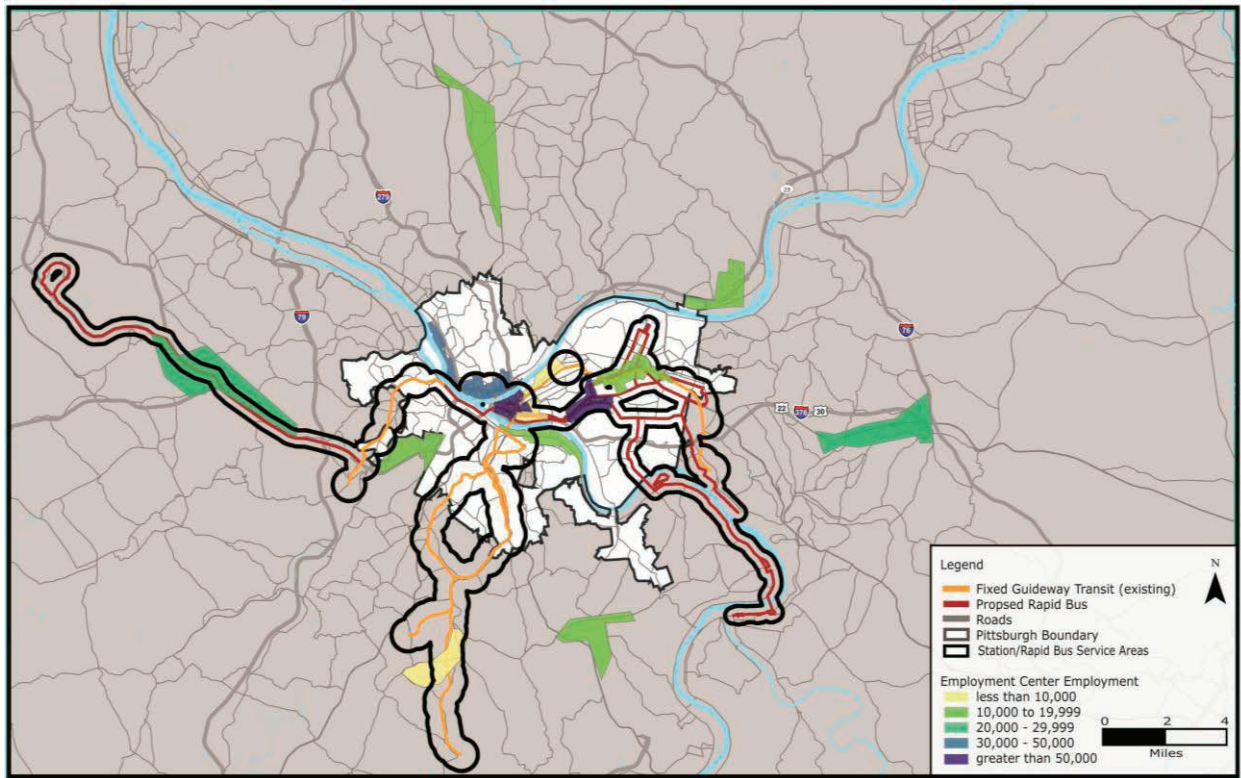 28
279
79
76
22 376 30
Legend
N
Fixed Guideway Transit (existing)
Propsed Rapid Bus
Roads
Pittsburgh Boundary
Station/Rapid Bus Service Areas
Employment Center Employment
less than 10,000
10,000 to 19,999
20,000 - 29,999
30,000 - 50,000
greater than 50,000
0 2 4
Miles